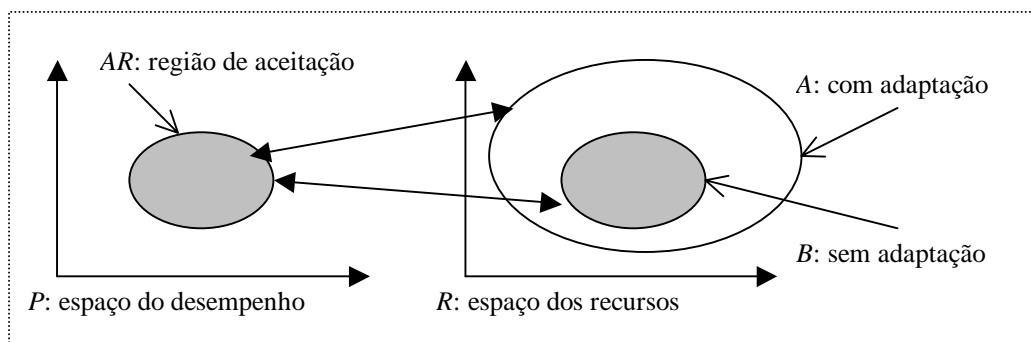 AR: região de aceitação
A: com adaptação
B: sem adaptação
P: espaço do desempenho
R: espaço dos recursos